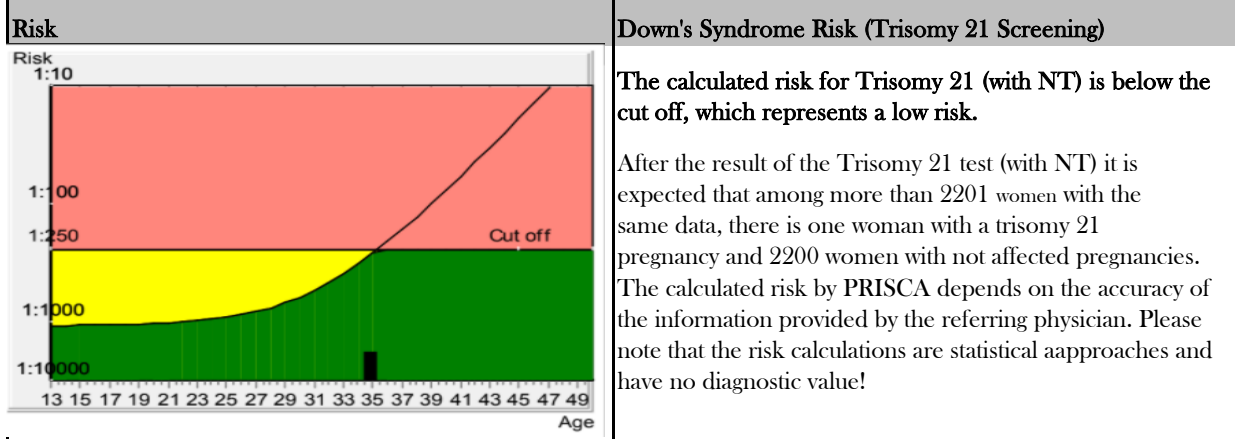 Risk
Risk
1:10
1:100
1:250
Cut off
1:1000
1:10000
13 15 17 19 21 23 25 27 29 31 33 35 37 39 41 43 45 47 49
Age
Down's Syndrome Risk (Trisomy 21 Screening)
The calculated risk for Trisomy 21 (with NT) is below the
cut off, which represents a low risk.
After the result of the Trisomy 21 test (with NT) it is
expected that among more than 2201 women with the
same data, there is one woman with a trisomy 21
pregnancy and 2200 women with not affected pregnancies.
The calculated risk by PRISCA depends on the accuracy of
the information provided by the referring physician. Please
note that the risk calculations are statistical aapproaches and
have no diagnostic value!